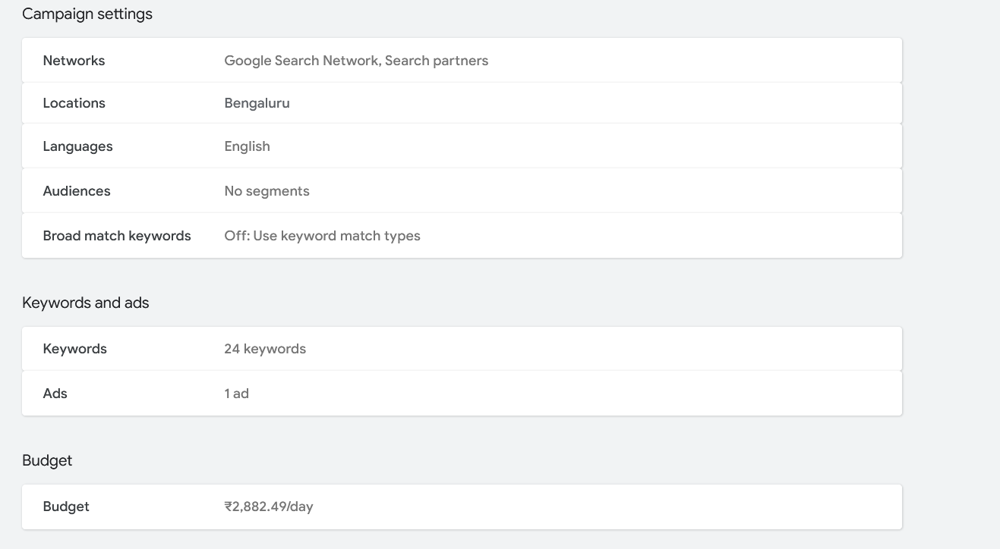 Campaign settings
Networks Google Search Network, Search partners
Locations Bengaluru
Languages English
Audiences No segments
Broad match keywords Off: Use keyword match types
Keywords and ads
Keywords 24 keywords
Ads 1 ad
Budget
Budget ₹2,882.49/day